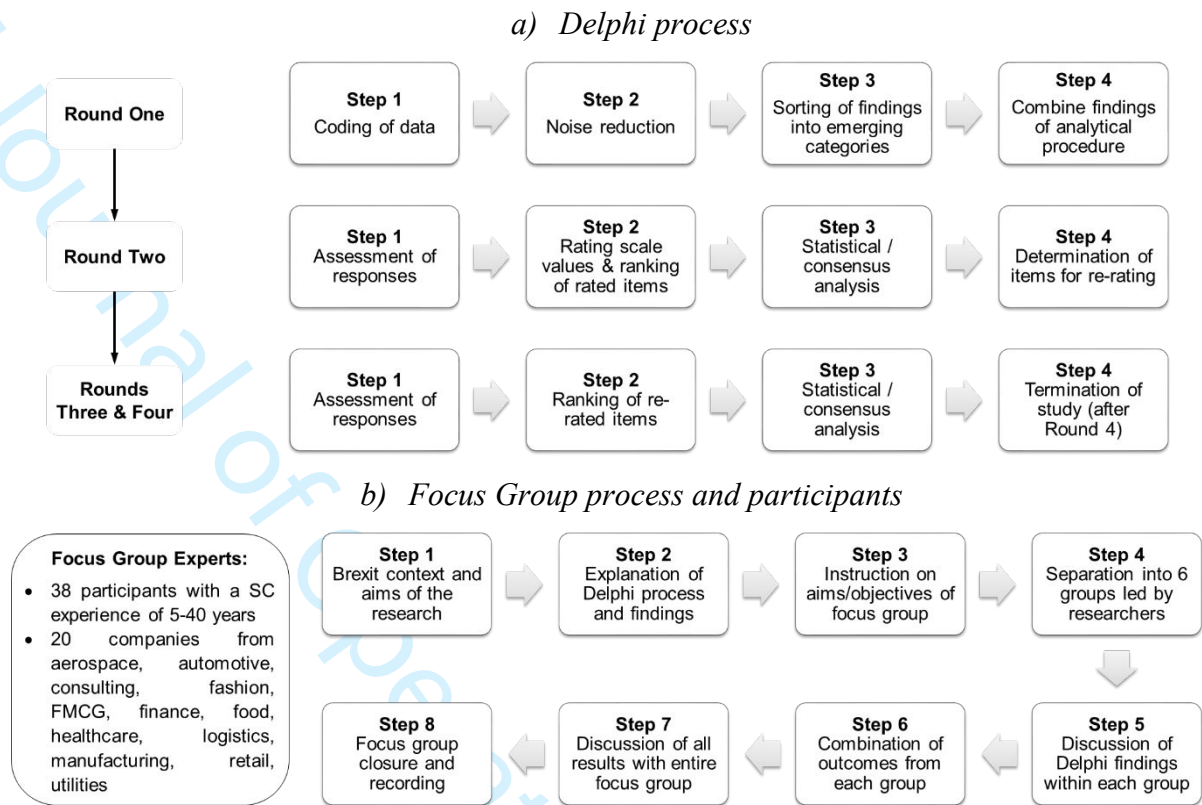 a) Delphi process
Round One
Step 1
Coding of data
Step 2
Noise reduction
Step 3
Sorting of findings
into emerging
categories
Step 4
Combine findings
of analytical
procedure
Round Two
Step 1
Assessment of
responses
Step 2
Rating scale
values & ranking
of rated items
Step 3
Statistical /
consensus
analysis
Step 4
Determination of
items for re-rating
Rounds
Three & Four
Step 1
Assessment of
responses
Step 2
Ranking of re-
rated items
Step 3
Statistical /
consensus
analysis
Step 4
Termination of
study (after
Round 4)
b) Focus Group process and participants
Focus Group Experts:
• 38 participants with a SC
experience of 5-40 years
• 20 companies from
aerospace, automotive,
consulting, fashion,
FMCG, finance, food,
healthcare, logistics,
manufacturing, retail,
utilities
Step 1
Brexit context and
aims of the
research
Step 2
Explanation of
Delphi process
and findings
Step 3
Instruction on
aims/objectives of
focus group
Step 4
Separation into 6
groups led by
researchers
Step 8
Focus group
closure and
recording
Step 7
Discussion of all
results with entire
focus group
Step 6
Combination of
outcomes from
each group
Step 5
Discussion of
Delphi findings
within each group